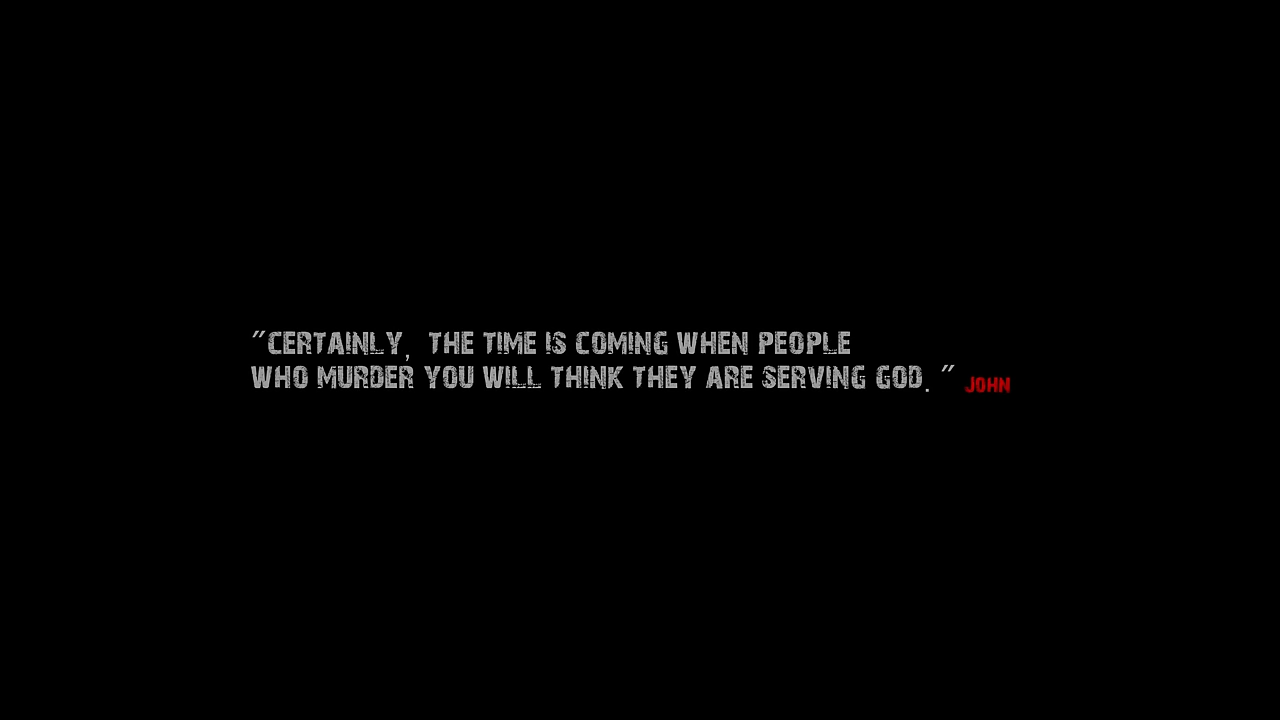 "CERTAINLY, THE TIME IS COMING WHEN PEOPLE
WHO MURDER YOU WILL THINK THEY ARE SERVING GOD." JOHN